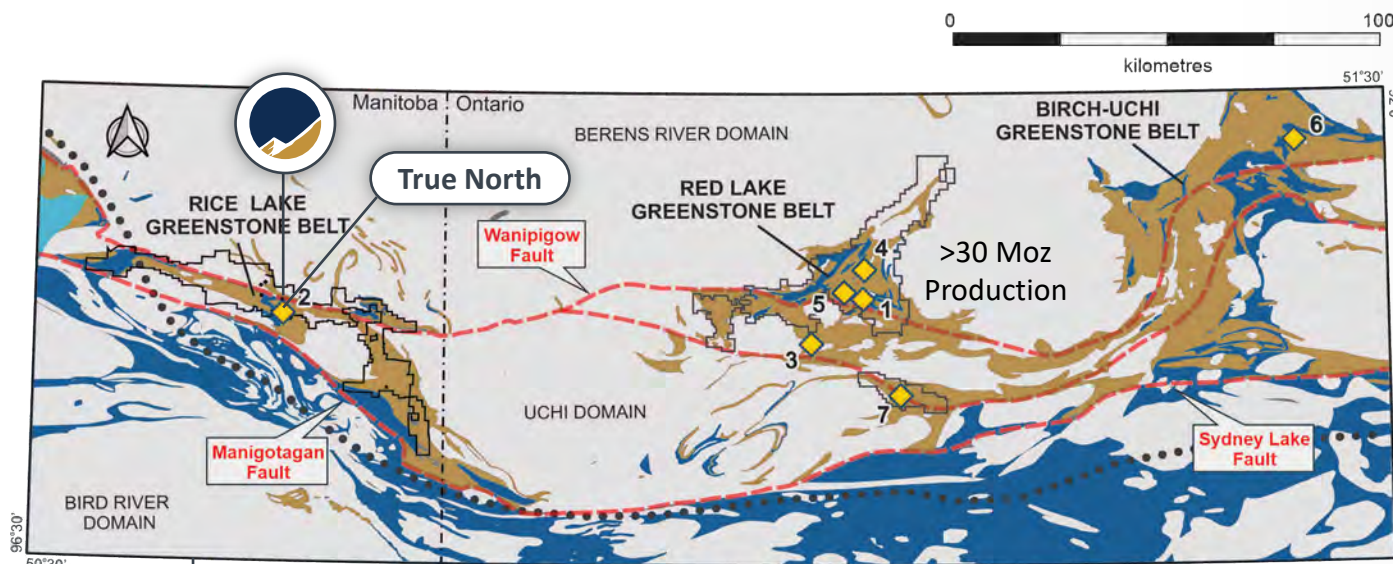 0
100
kilometres
51°30'
Manitoba
Ontario
BERENS RIVER DOMAIN
BIRCH-UCHI
GREENSTONE BELT
6
True North
RICE LAKE
GREENSTONE BELT
RED LAKE
GREENSTONE BELT
Wanipigow
Fault
4
>30 Moz
Production
2
5
1
3
UCHI DOMAIN
7
Manigotagan
Fault
Sydney Lake
Fault
BIRD RIVER
DOMAIN
96°30'